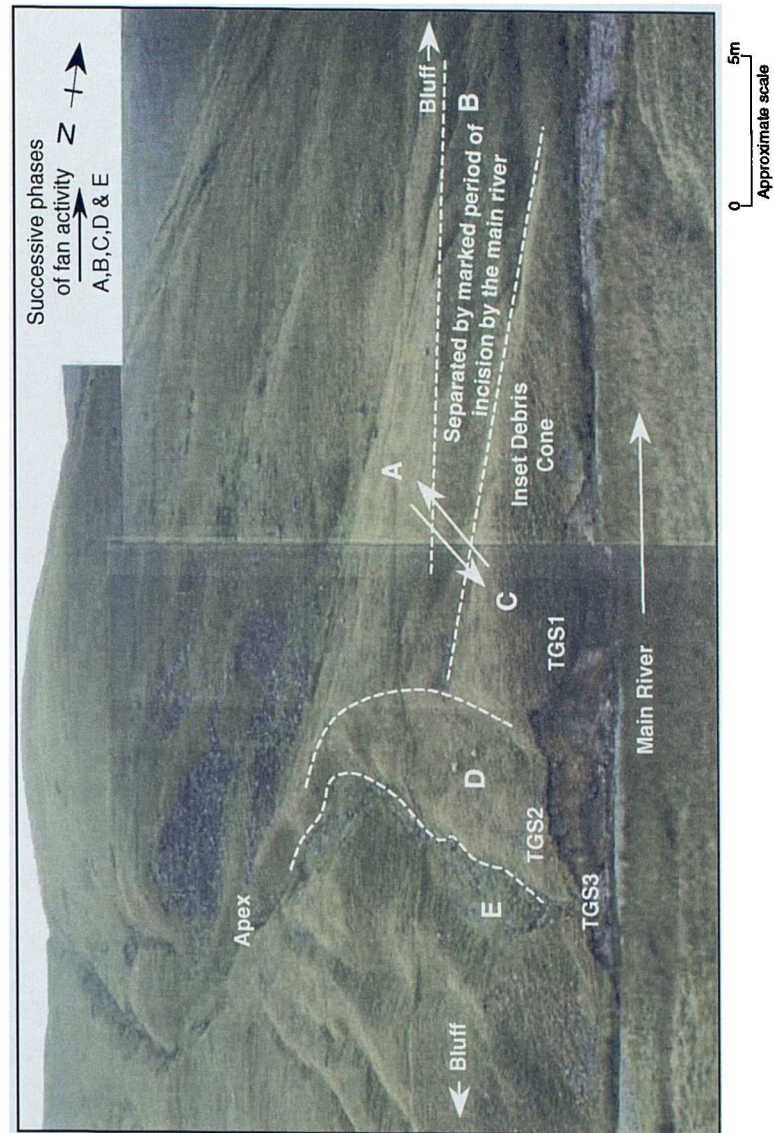 Successive phases
of fan activity
A,B,C,D & E
N
Bluff
B
Separated by marked period of
incision by the main river
A
Inset Debris
Cone
C
TGS1
Apex
D
TGS2
E
TGS3
Bluff
Main River
0 5m
Approximate scale